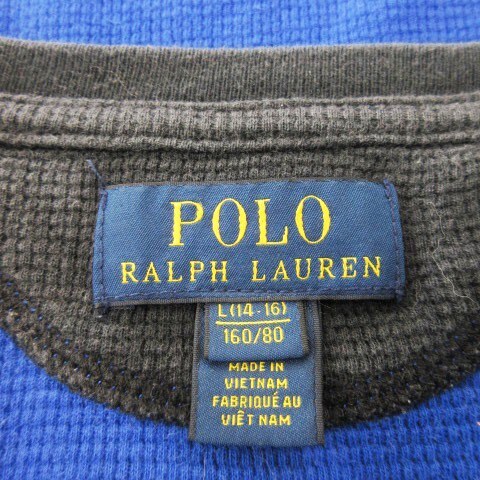 POLO
RALPH LAUREN
L(14-16)
160/80
MADE IN
VIETNAM
FABRIQUÉ AU
VIÊT NAM